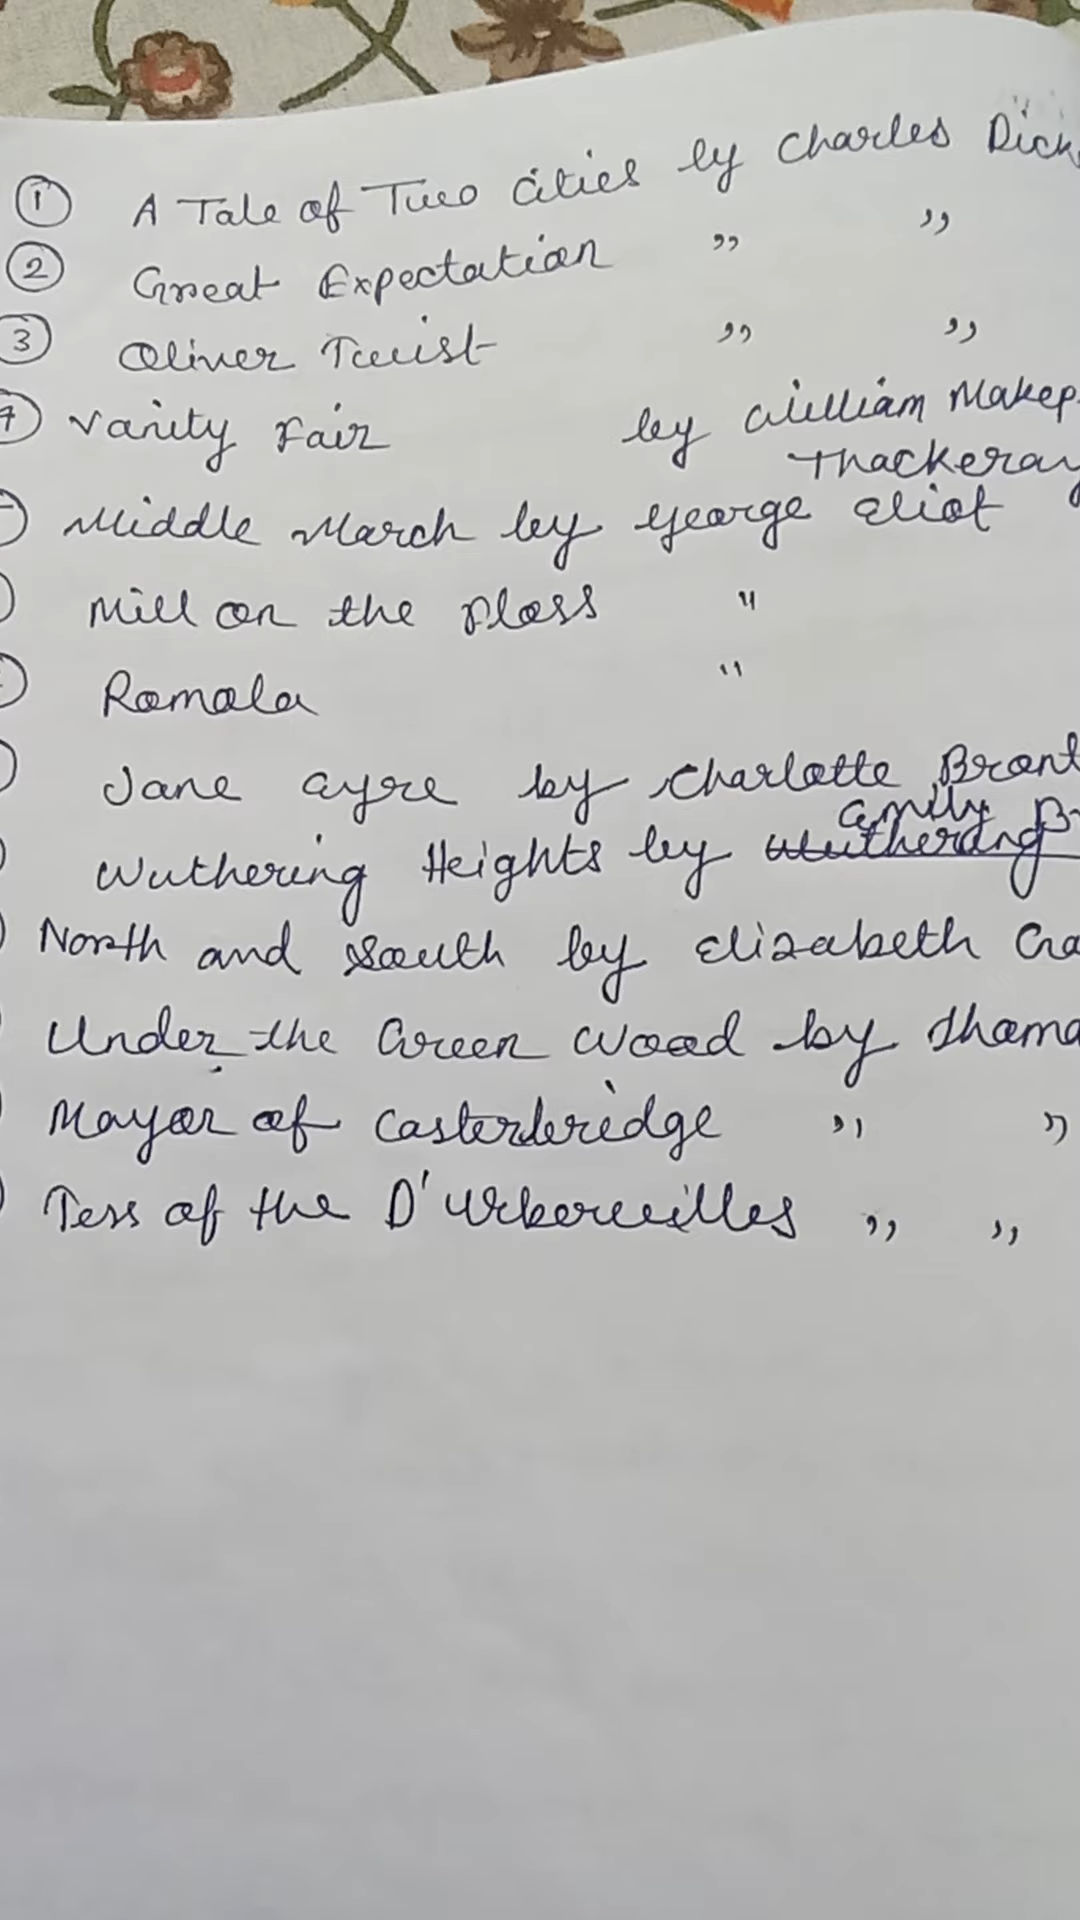 ① A Tale of Two Cities by Charles Dick
② Great Expectation ,, ,,
③ Oliver Twist ,, ,,
Vanity Fair by William Makep
Thackeray
Middle March by George Eliot
Mill on the Floss "
Romola "
Jane Ayre by Charlotte Bront
Emily Br
Wuthering Heights by Wuthering
North and South by Elizabeth Ga
Under the Green Wood by Thoma
Mayor of Casterbridge ,, ,,
Tess of the D'Urbervilles ,, ,,